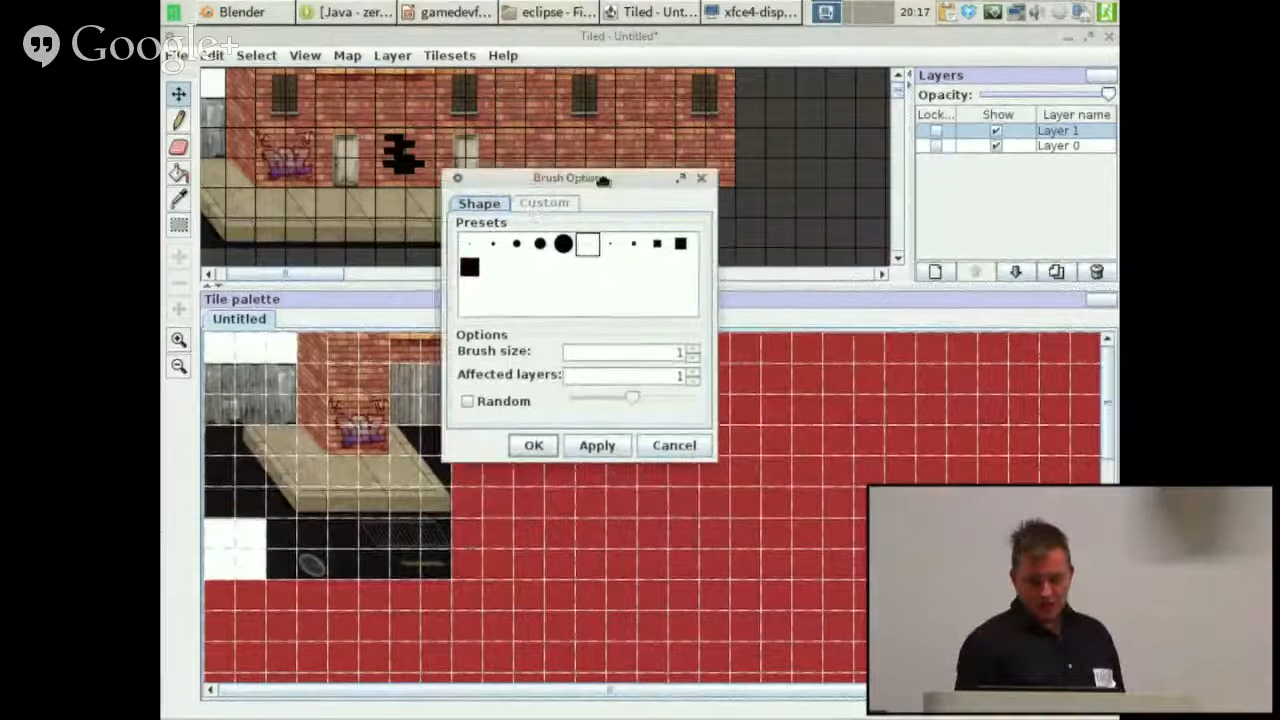 Blender
[Java - zer...
gamedevf...
eclipse - Fi...
Tiled - Unt...
xfce4-disp...
20:17
Google+
Tiled - Untitled*
File Edit Select View Map Layer Tilesets Help
Layers
Opacity:
Lock... Show Layer name
Layer 1
Layer 0
Brush Options
Shape Custom
Presets
Tile palette
Untitled
Options
Brush size: 1
Affected layers: 1
Random
OK Apply Cancel